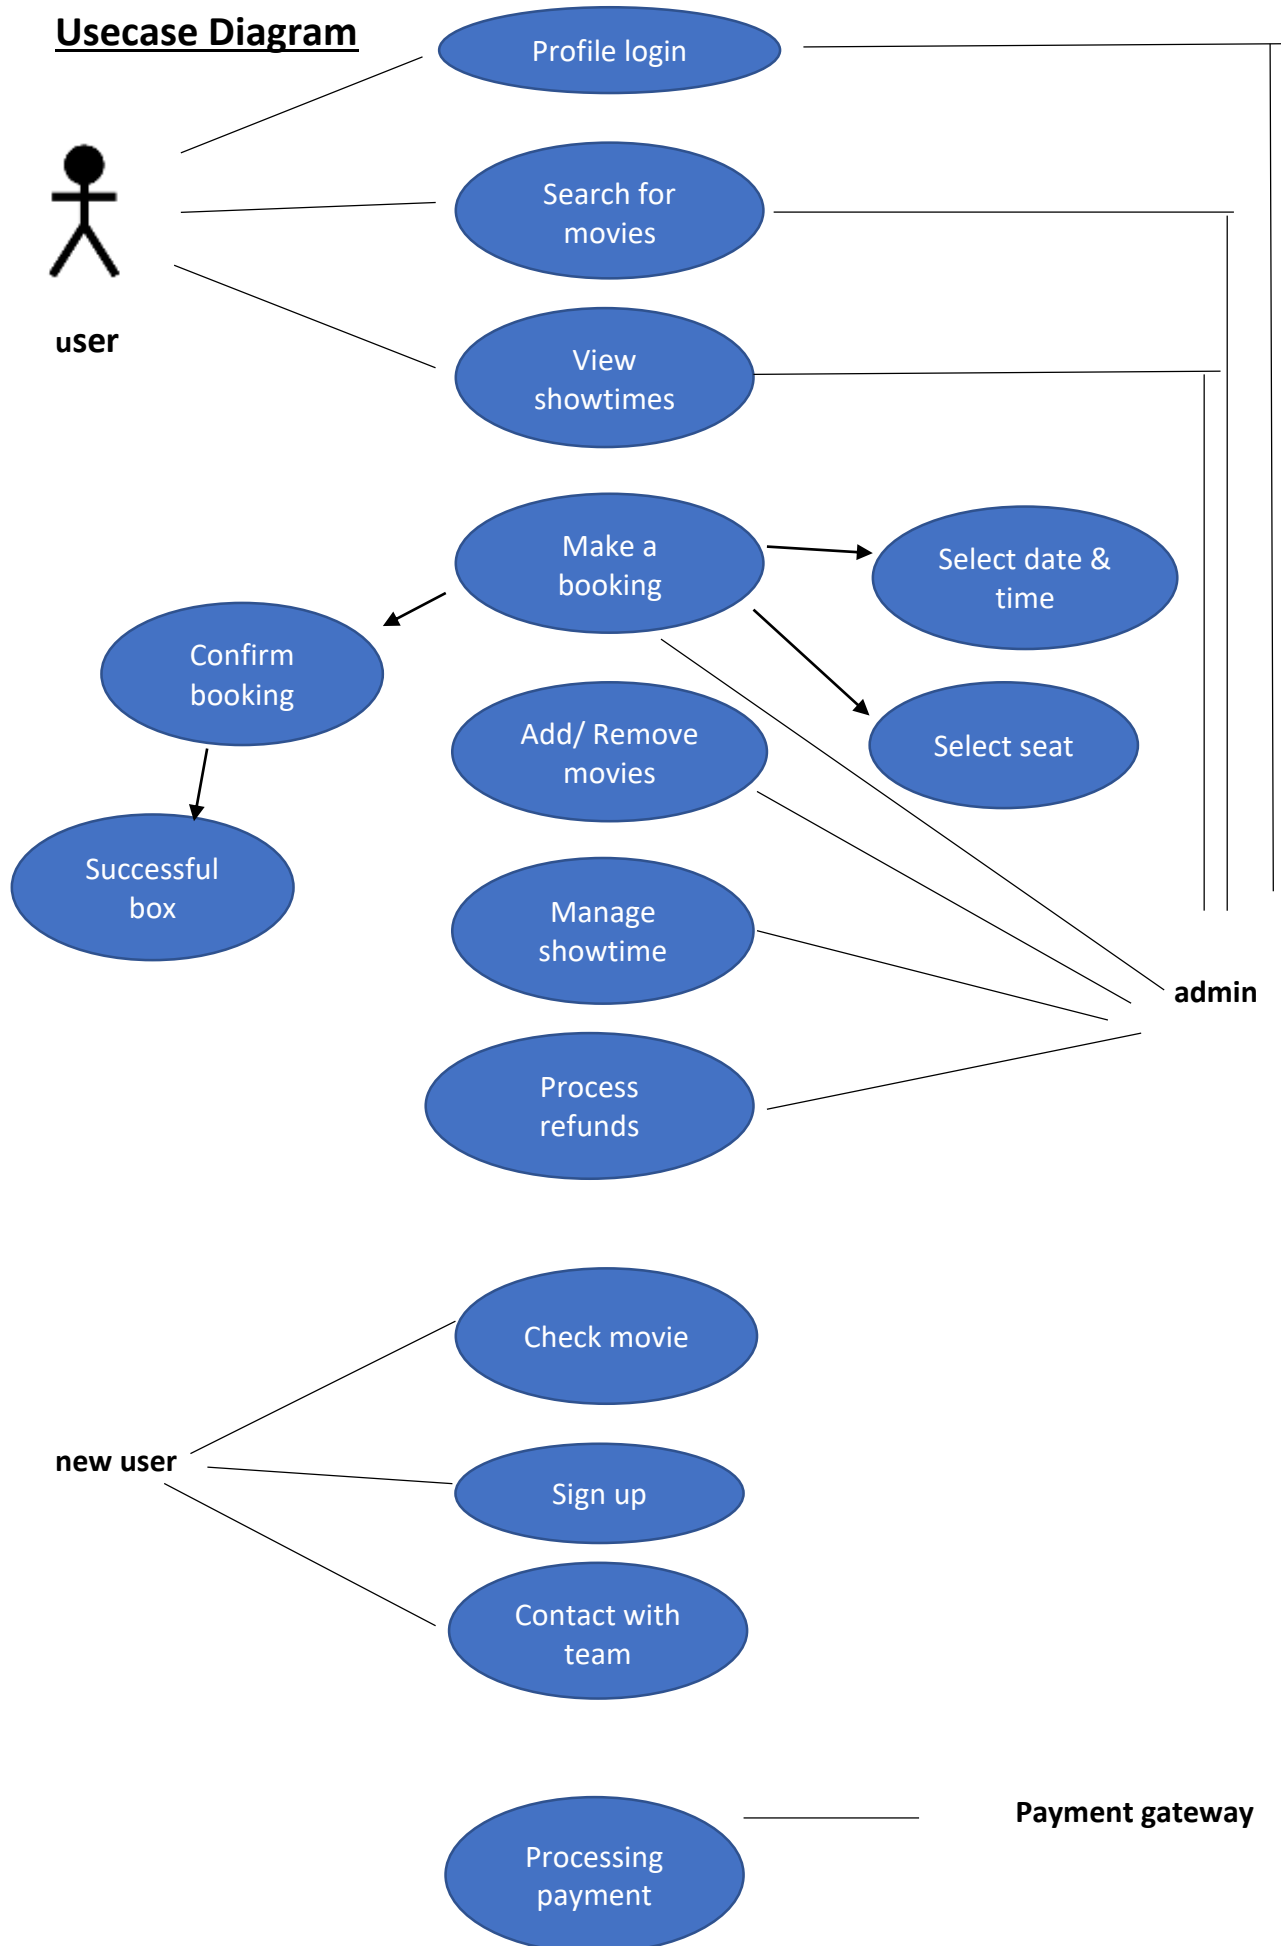 Usecase Diagram
Profile login
Search for
movies
user
View
showtimes
Make a
booking
Select date &
time
Confirm
booking
Add/ Remove
movies
Select seat
Successful
box
Manage
showtime
admin
Process
refunds
Check movie
new user
Sign up
Contact with
team
Payment gateway
Processing
payment